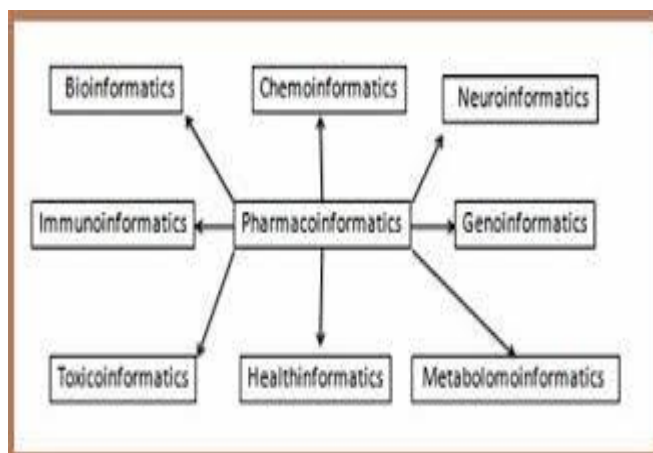 Bioinformatics
Chemoinformatics
Neuroinformatics
Immunoinformatics
Pharmacoinformatics
Genoinformatics
Toxicoinformatics
Healthinformatics
Metabolomoinformatics